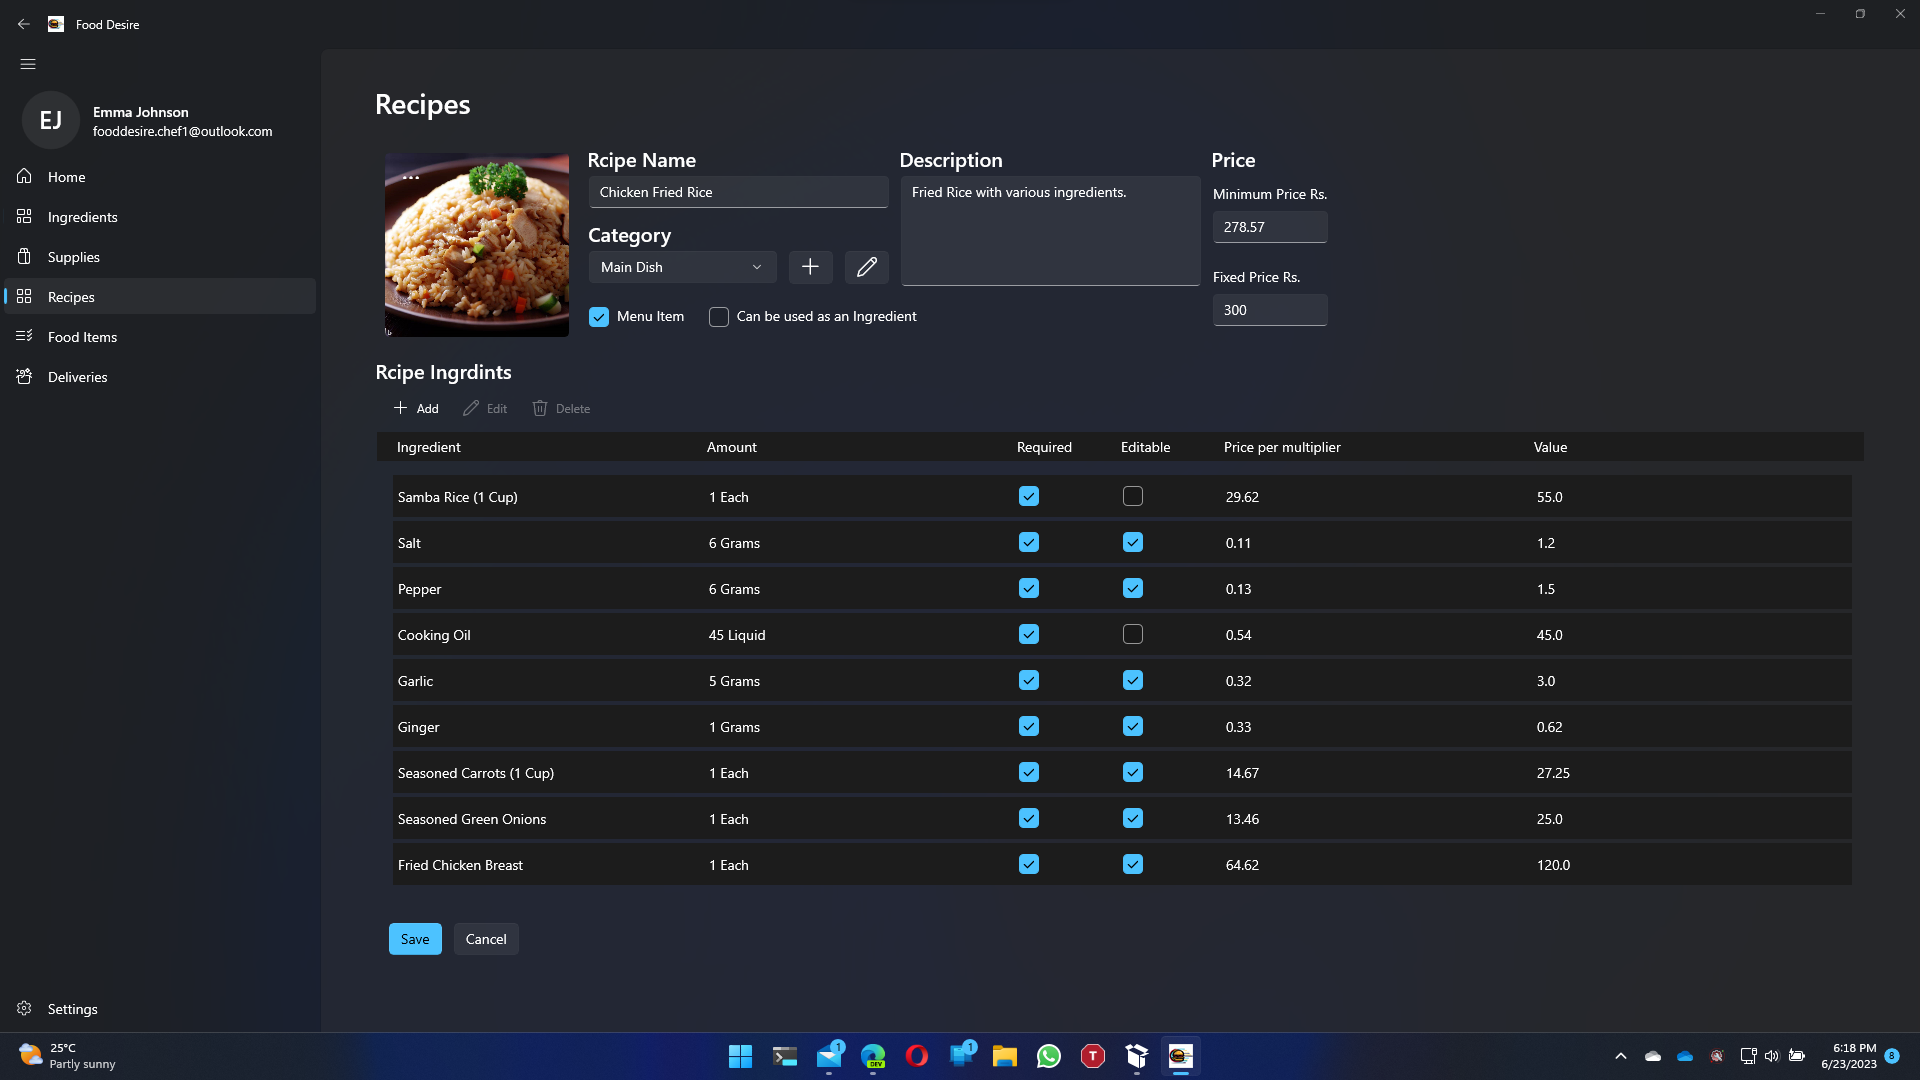 Food Desire
EJ
Emma Johnson
fooddesire.chef1@outlook.com
Home
Ingredients
Supplies
Recipes
Food Items
Deliveries
Settings
Recipes
Rcipe Name
Chicken Fried Rice
Category
Main Dish
Menu Item
Can be used as an Ingredient
Description
Fried Rice with various ingredients.
Price
Minimum Price Rs.
278.57
Fixed Price Rs.
300
Rcipe Ingrdints
Add Edit Delete
Ingredient Amount Required Editable Price per multiplier Value
Samba Rice (1 Cup) 1 Each 29.62 55.0
Salt 6 Grams 0.11 1.2
Pepper 6 Grams 0.13 1.5
Cooking Oil 45 Liquid 0.54 45.0
Garlic 5 Grams 0.32 3.0
Ginger 1 Grams 0.33 0.62
Seasoned Carrots (1 Cup) 1 Each 14.67 27.25
Seasoned Green Onions 1 Each 13.46 25.0
Fried Chicken Breast 1 Each 64.62 120.0
Save Cancel
25°C
Partly sunny
1
DEV
1
T
6:18 PM
6/23/2023
8